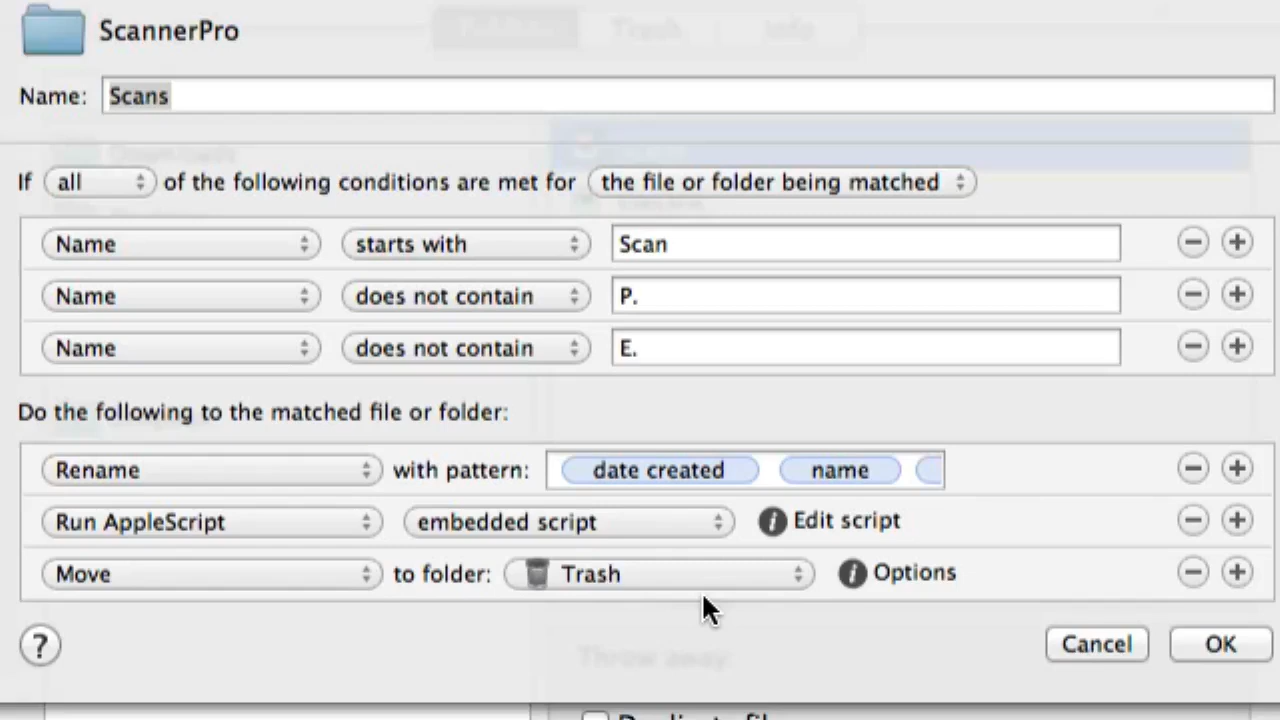 ScannerPro
Name: Scans
If all of the following conditions are met for the file or folder being matched
Name starts with Scan
Name does not contain P.
Name does not contain E.
Do the following to the matched file or folder:
Rename with pattern: date created name
Run AppleScript embedded script i Edit script
Move to folder: Trash i Options
? Cancel OK
Throw away